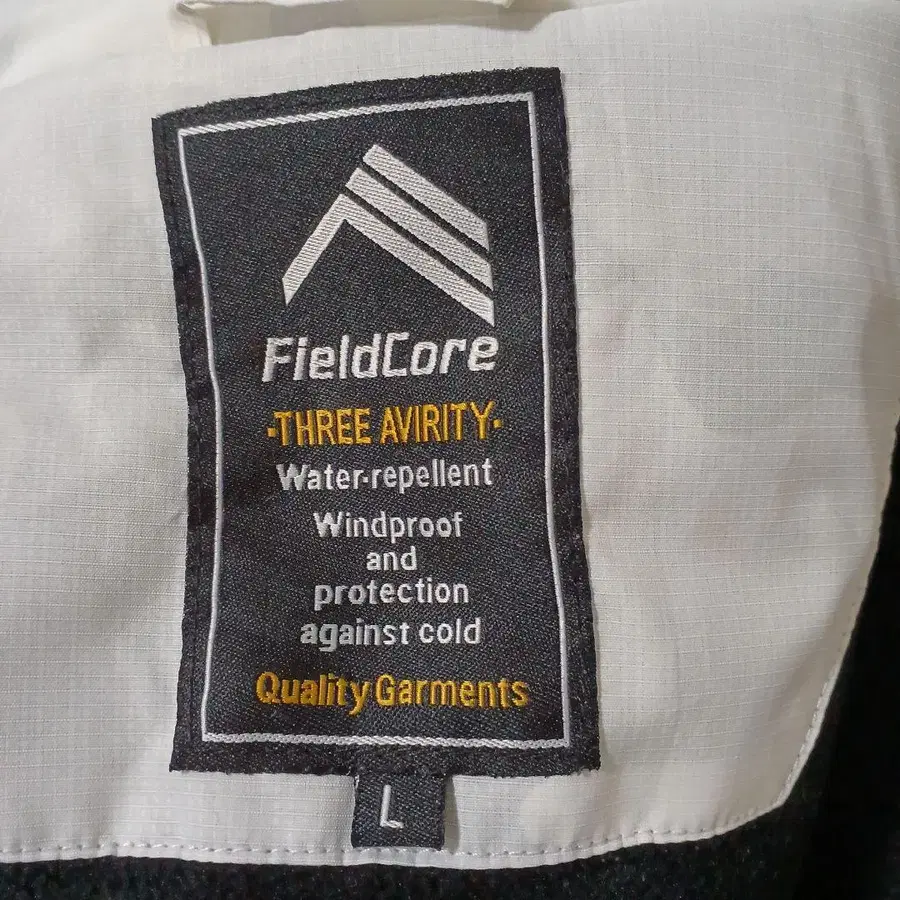 FieldCore
·THREE AVIRITY·
Water-repellent
Windproof
and
protection
against cold
Quality Garments
L